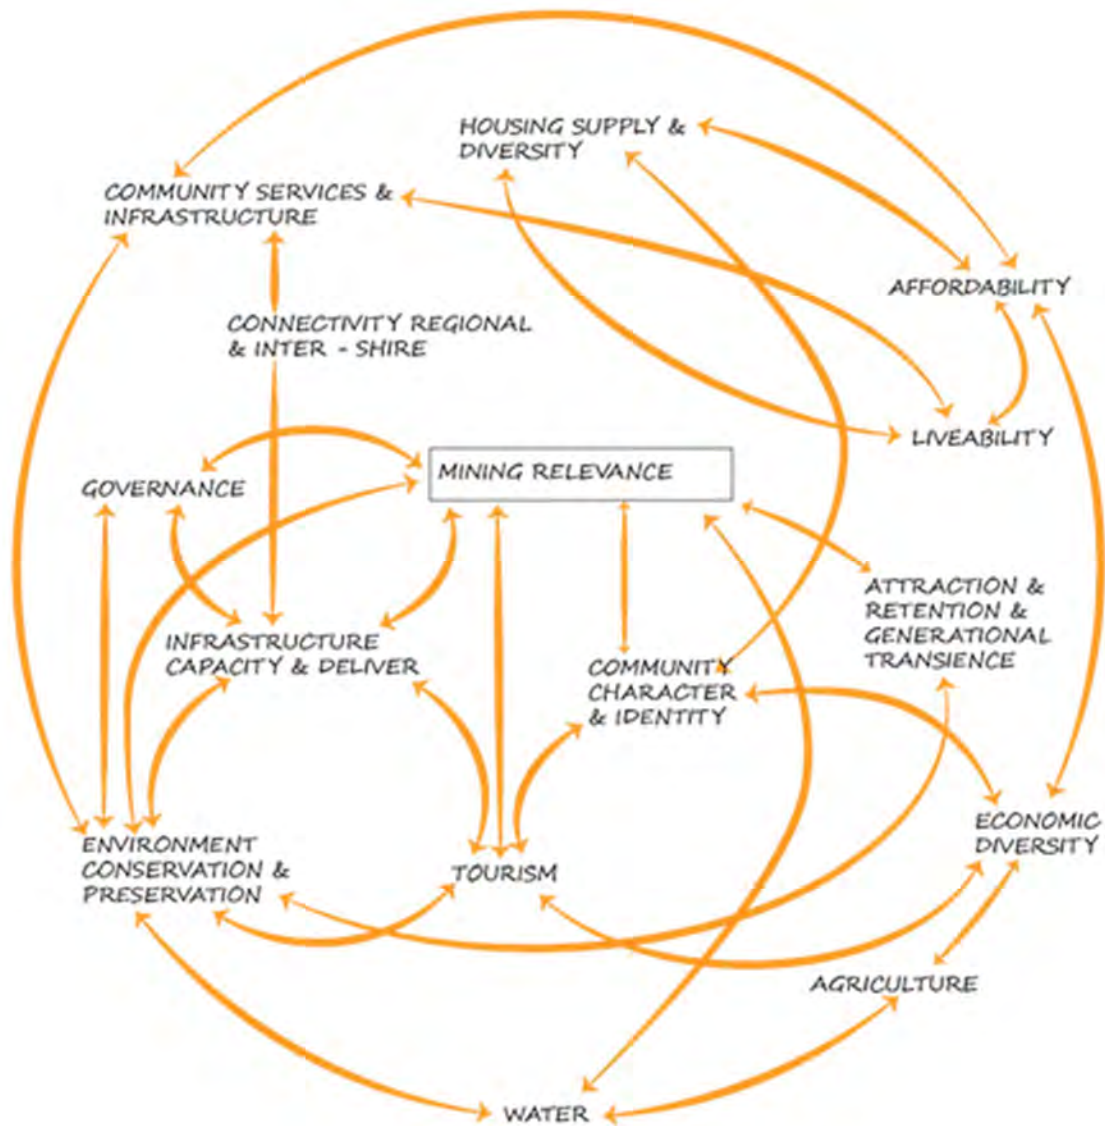 HOUSING SUPPLY &
DIVERSITY
COMMUNITY SERVICES &
INFRASTRUCTURE
AFFORDABILITY
CONNECTIVITY REGIONAL
& INTER - SHIRE
LIVEABILITY
MINING RELEVANCE
GOVERNANCE
ATTRACTION &
RETENTION &
GENERATIONAL
TRANSIENCE
INFRASTRUCTURE
CAPACITY & DELIVER
COMMUNITY
CHARACTER
& IDENTITY
ECONOMIC
DIVERSITY
ENVIRONMENT
CONSERVATION &
PRESERVATION
TOURISM
AGRICULTURE
WATER